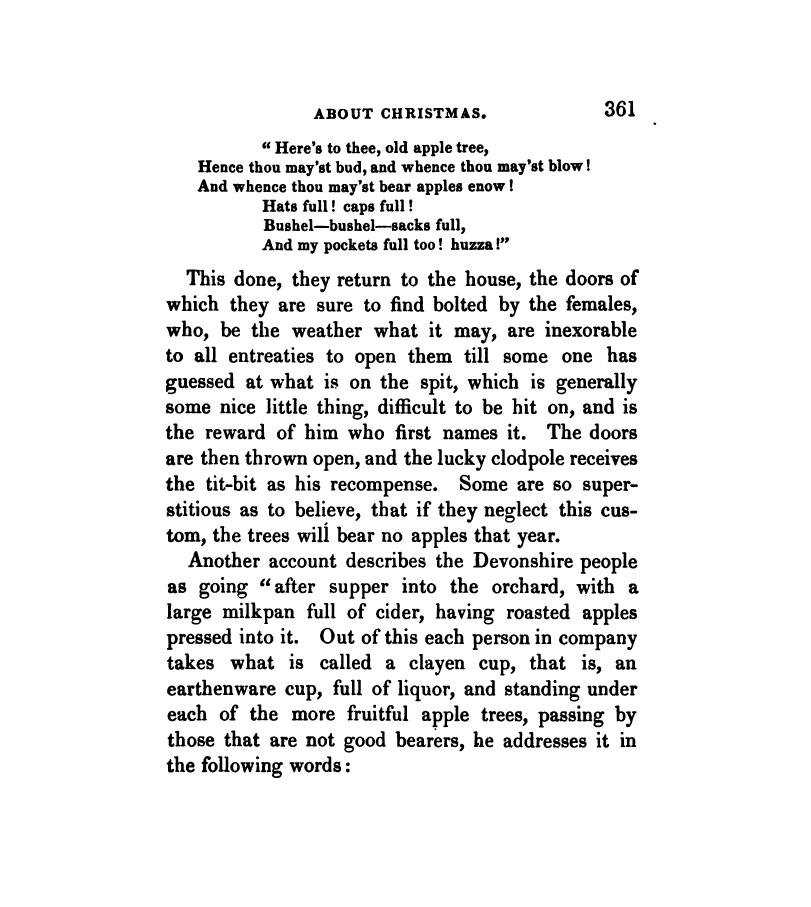 ABOUT CHRISTMAS. 361
“ Here's to thee, old apple tree,
Hence thou may'st bud, and whence thou may'st blow !
And whence thou may'st bear apples enow !
Hats full ! caps full !
Bushel—bushel—sacks full,
And my pockets full too ! huzza !”
This done, they return to the house, the doors of
which they are sure to find bolted by the females,
who, be the weather what it may, are inexorable
to all entreaties to open them till some one has
guessed at what is on the spit, which is generally
some nice little thing, difficult to be hit on, and is
the reward of him who first names it. The doors
are then thrown open, and the lucky clodpole receives
the tit-bit as his recompense. Some are so super-
stitious as to believe, that if they neglect this cus-
tom, the trees will bear no apples that year.
Another account describes the Devonshire people
as going “after supper into the orchard, with a
large milkpan full of cider, having roasted apples
pressed into it. Out of this each person in company
takes what is called a clayen cup, that is, an
earthenware cup, full of liquor, and standing under
each of the more fruitful apple trees, passing by
those that are not good bearers, he addresses it in
the following words :